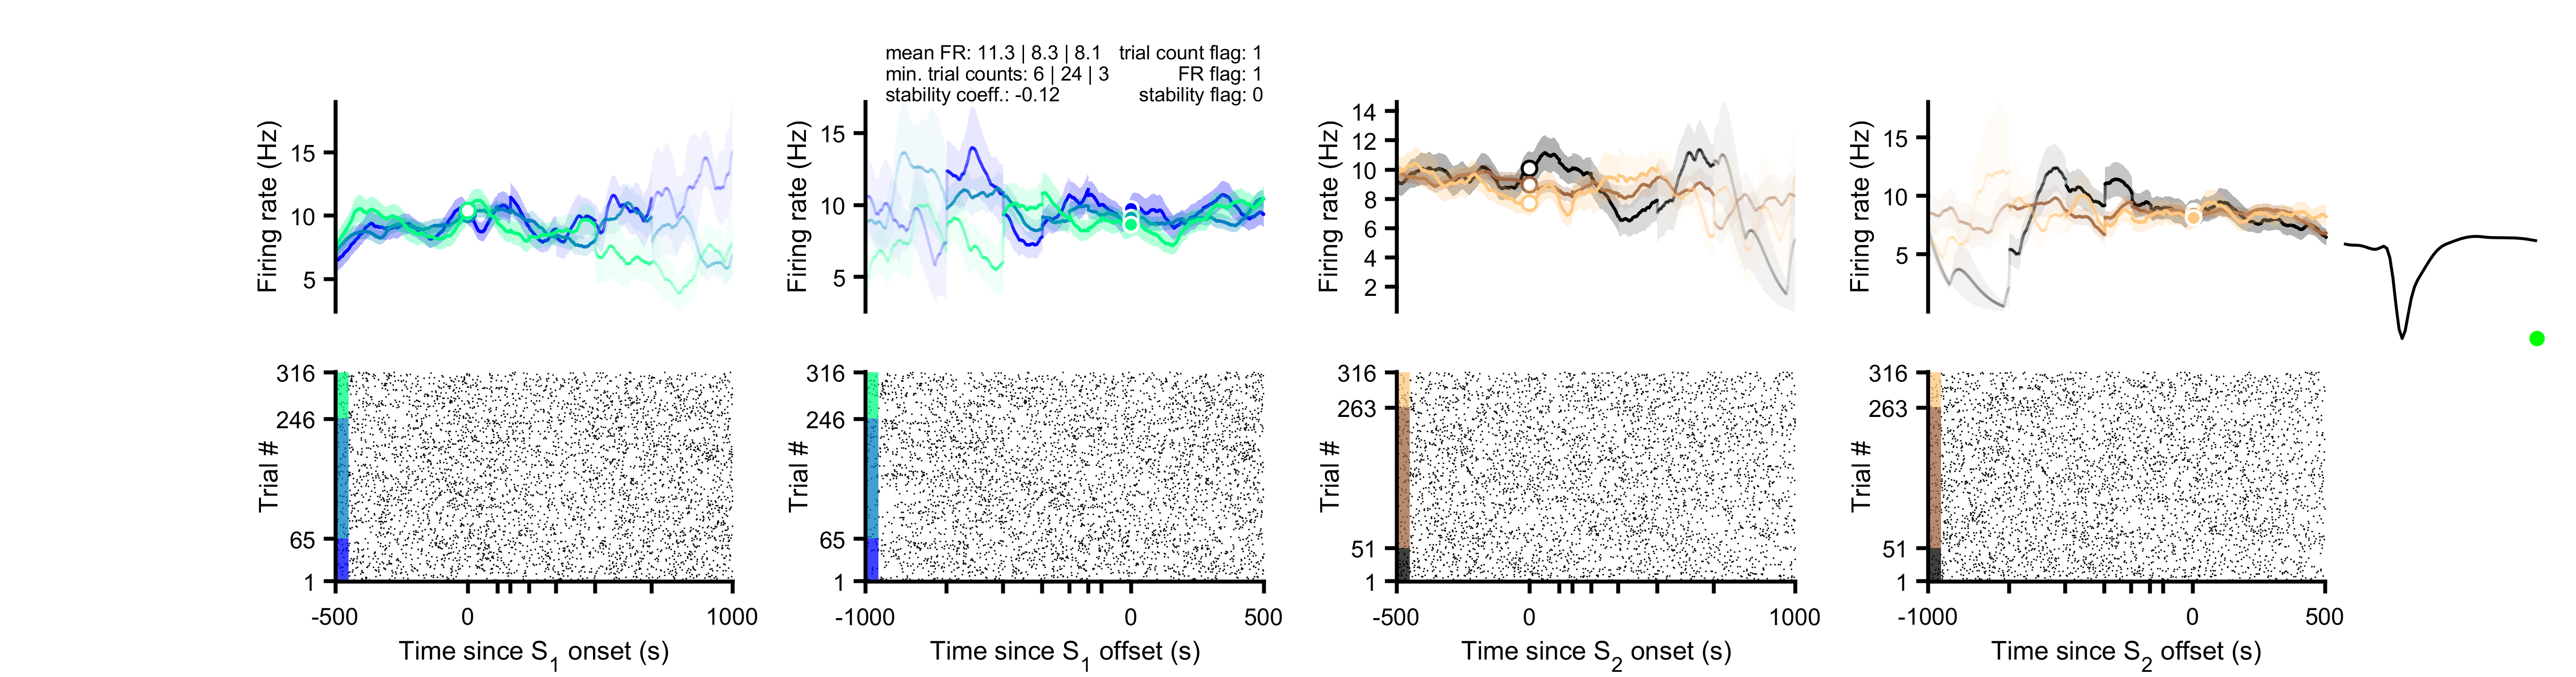 mean FR: 11.3 | 8.3 | 8.1 trial count flag: 1
min. trial counts: 6 | 24 | 3 FR flag: 1
stability coeff.: -0.12 stability flag: 0
Firing rate (Hz)
15
10
5
Firing rate (Hz)
15
10
5
Firing rate (Hz)
14
12
10
8
6
4
2
Firing rate (Hz)
15
10
5
Trial #
316
246
65
1
-500 0 1000
Time since S1 onset (s)
Trial #
316
246
65
1
-1000 0 500
Time since S1 offset (s)
Trial #
316
263
51
1
-500 0 1000
Time since S2 onset (s)
Trial #
316
263
51
1
-1000 0 500
Time since S2 offset (s)